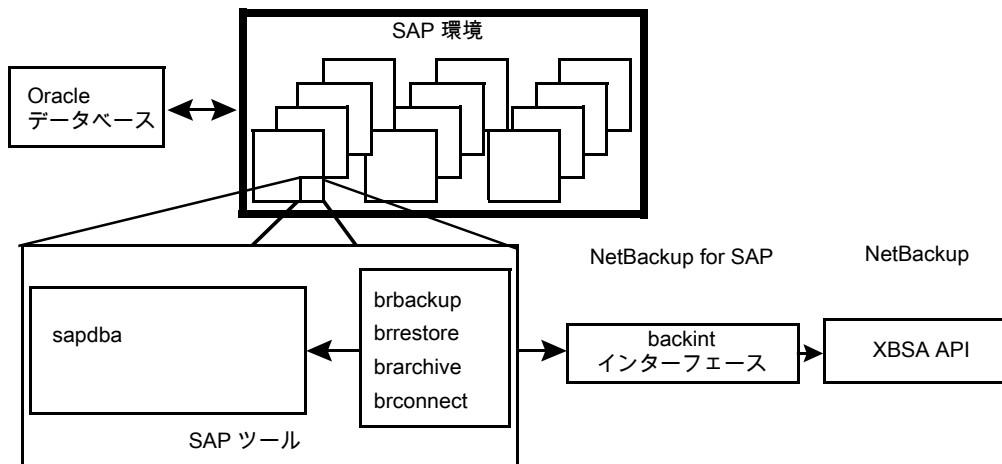 SAP 環境
Oracle
データベース
NetBackup for SAP
NetBackup
sapdba
brbackup
brrestore
brarchive
brconnect
backint
インターフェース
XBSA API
SAP ツール